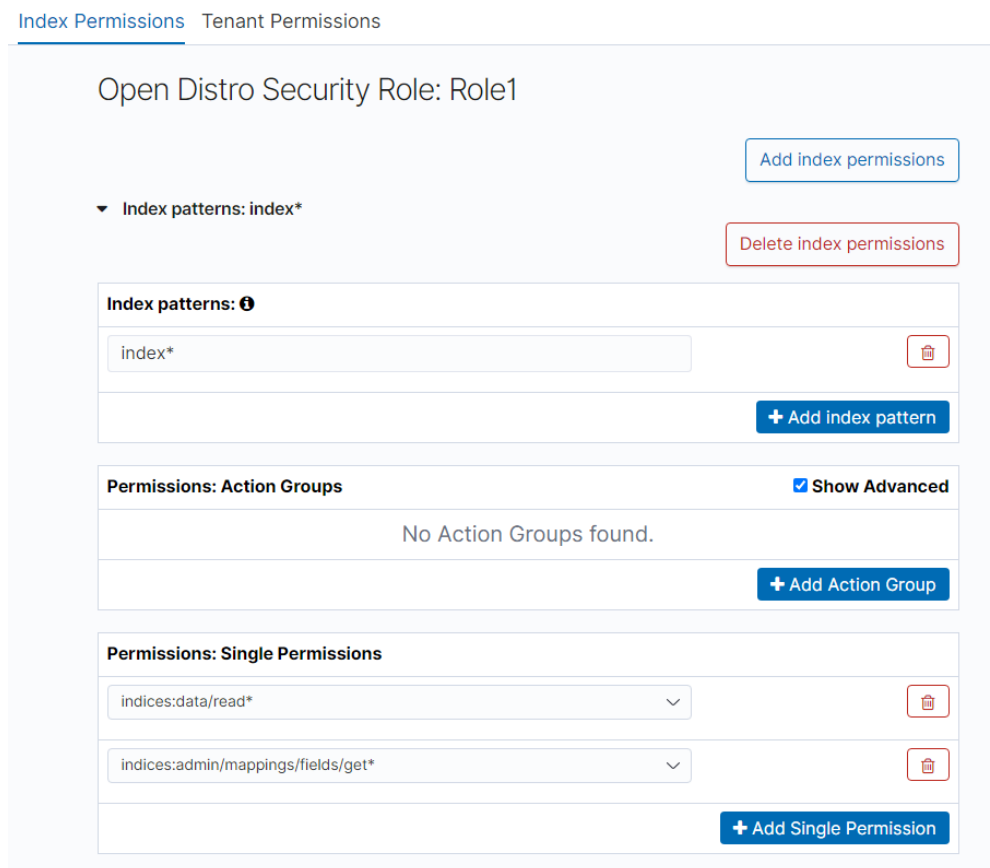 Index Permissions Tenant Permissions
Open Distro Security Role: Role1
Add index permissions
Index patterns: index*
Delete index permissions
Index patterns:
index*
Add index pattern
Permissions: Action Groups Show Advanced
No Action Groups found.
Add Action Group
Permissions: Single Permissions
indices:data/read*
indices:admin/mappings/fields/get*
Add Single Permission